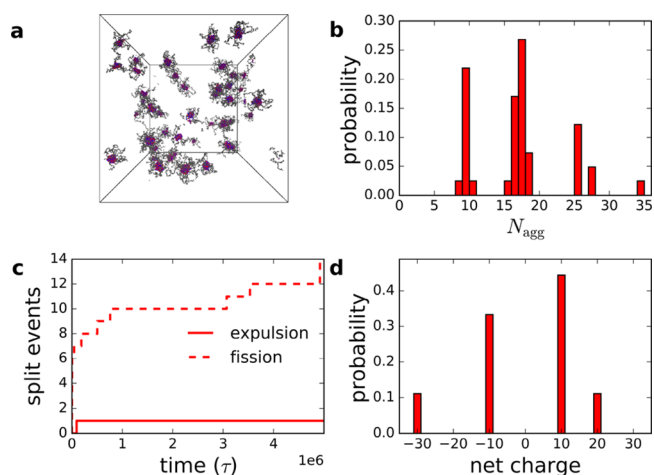 a
b
probability
0.30
0.25
0.20
0.15
0.10
0.05
0.00
0 5 10 15 20 25 30 35
N_agg
c
split events
14
12
10
8
6
4
2
0
expulsion
fission
0 1 2 3 4
1e6
time (τ)
d
probability
0.4
0.3
0.2
0.1
0.0
−30 −20 −10 0 10 20 30
net charge